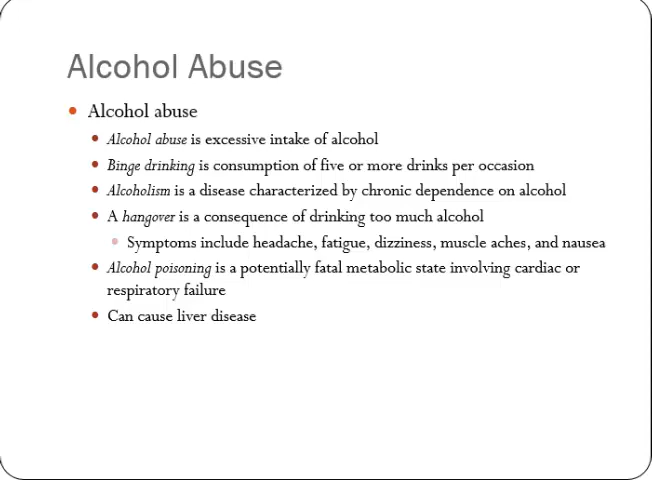 Alcohol Abuse
Alcohol abuse
Alcohol abuse is excessive intake of alcohol
Binge drinking is consumption of five or more drinks per occasion
Alcoholism is a disease characterized by chronic dependence on alcohol
A hangover is a consequence of drinking too much alcohol
Symptoms include headache, fatigue, dizziness, muscle aches, and nausea
Alcohol poisoning is a potentially fatal metabolic state involving cardiac or
respiratory failure
Can cause liver disease